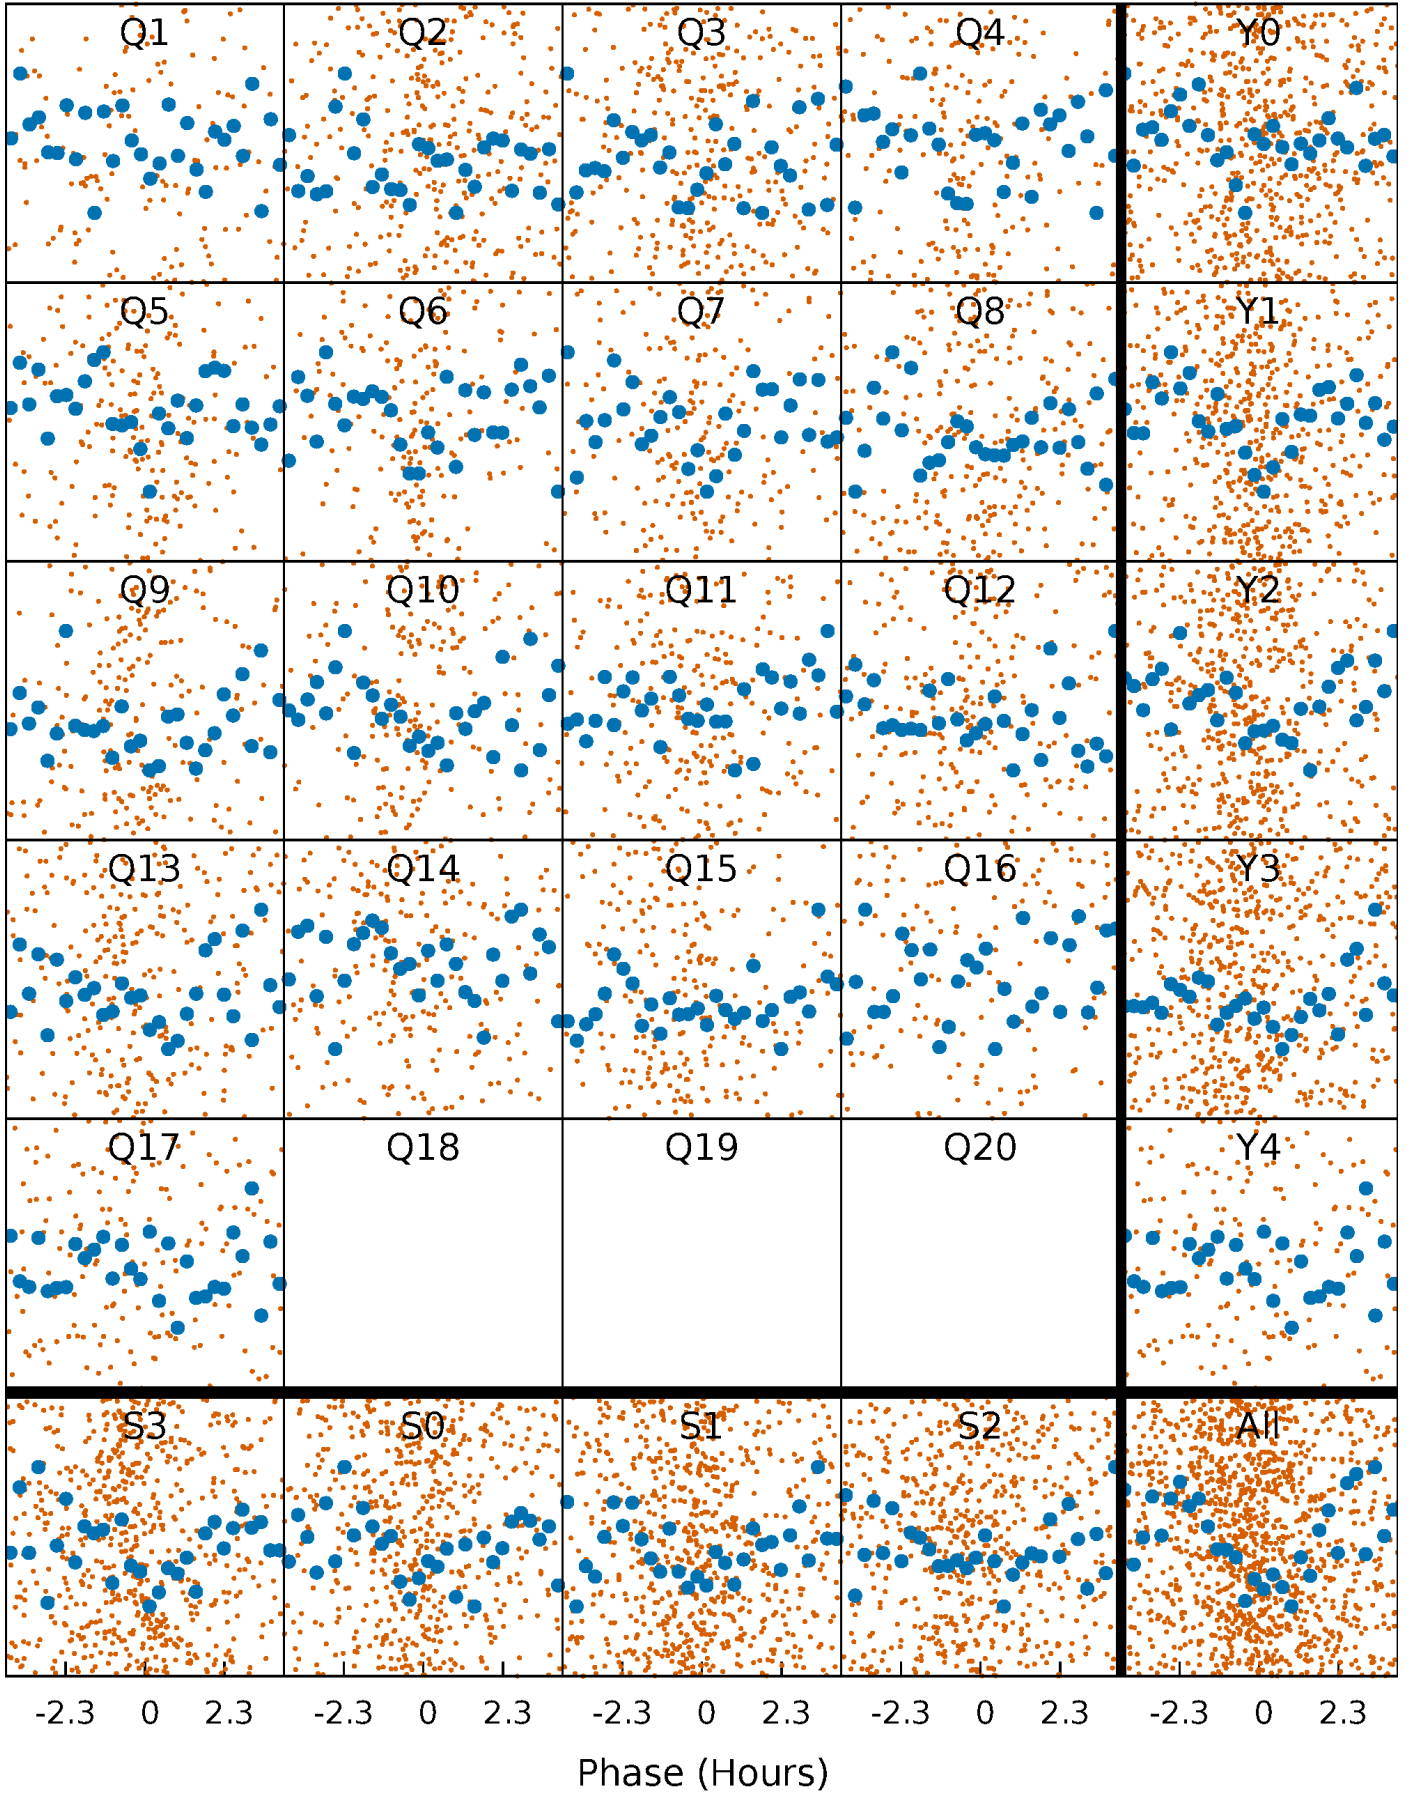 Q1 Q2 Q3 Q4 Y0
Q5 Q6 Q7 Q8 Y1
Q9 Q10 Q11 Q12 Y2
Q13 Q14 Q15 Q16 Y3
Q17 Q18 Q19 Q20 Y4
S3 S0 S1 S2 All
-2.3 0 2.3 -2.3 0 2.3 -2.3 0 2.3 -2.3 0 2.3 -2.3 0 2.3
Phase (Hours)